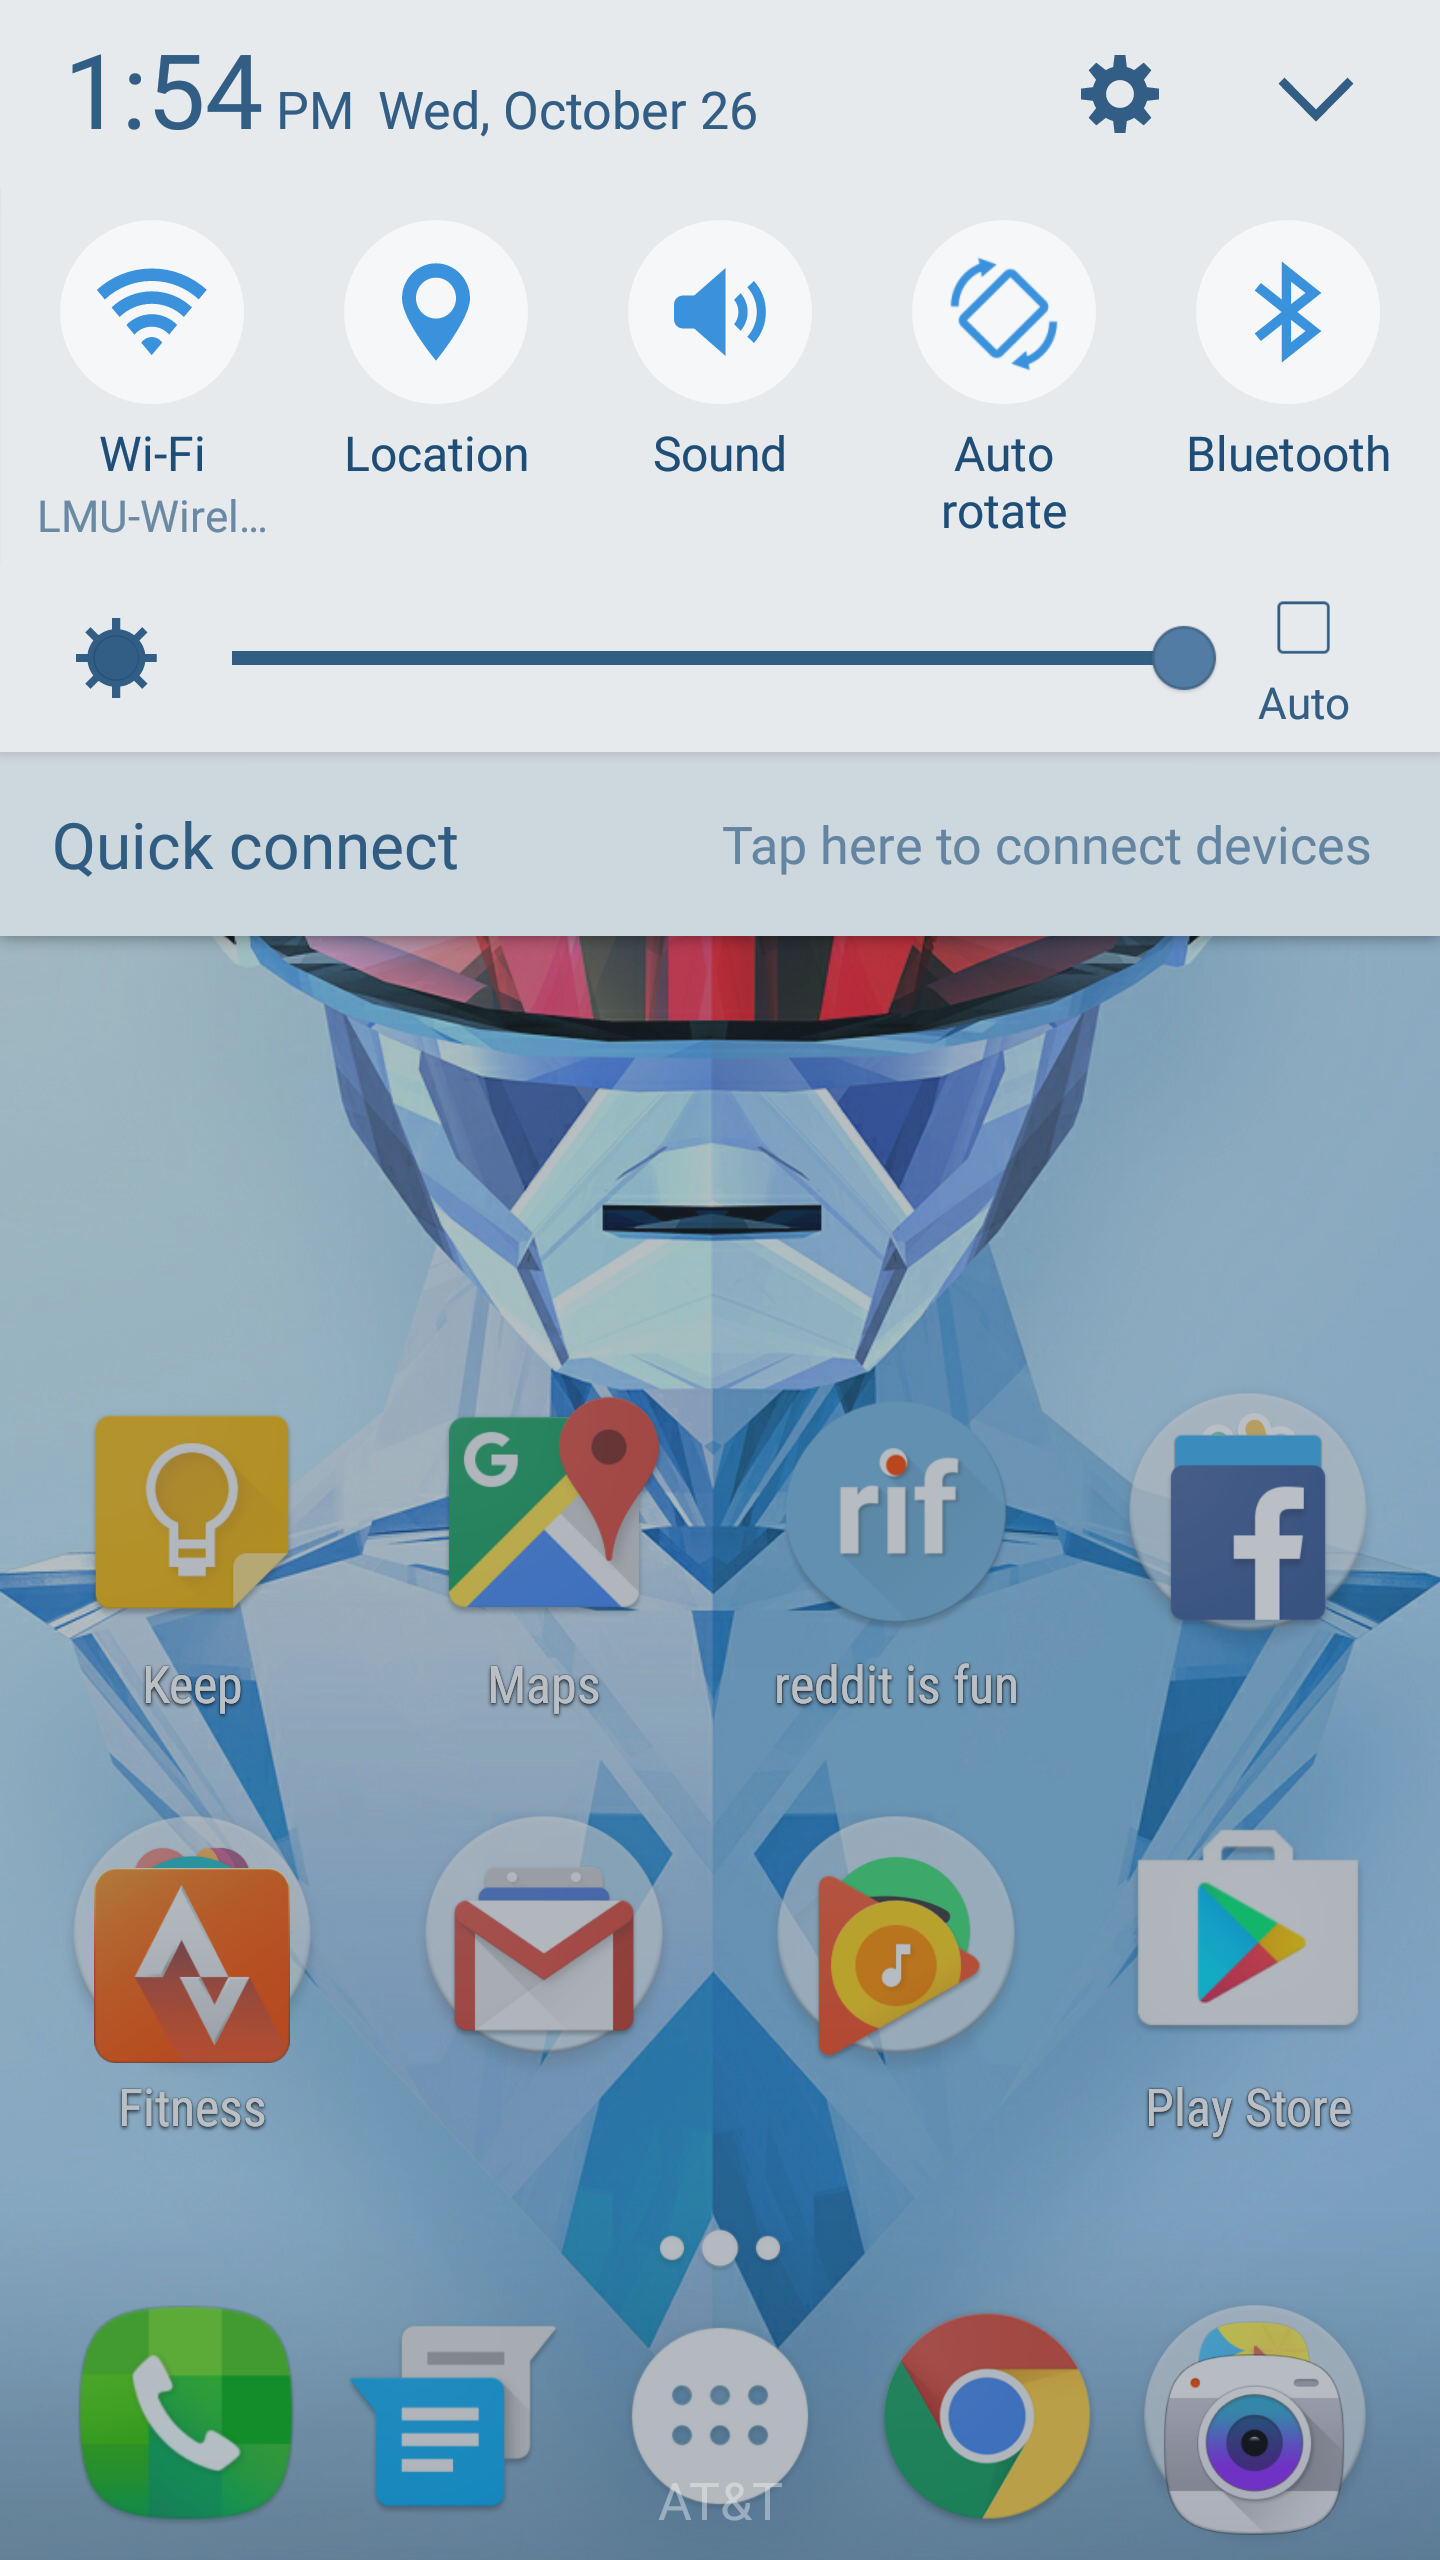 1:54 PM Wed, October 26
Wi-Fi
LMU-Wirel...
Location
Sound
Auto
rotate
Bluetooth
Auto
Quick connect
Tap here to connect devices
G
rif
f
Keep
Maps
reddit is fun
Fitness
Play Store
AT&T